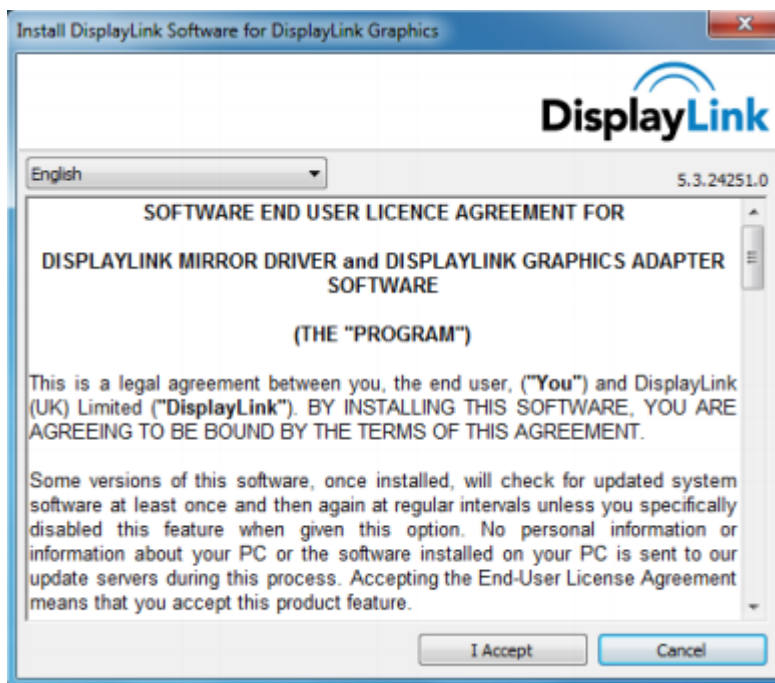 Install DisplayLink Software for DisplayLink Graphics
DisplayLink
English
5.3.24251.0
SOFTWARE END USER LICENCE AGREEMENT FOR
DISPLAYLINK MIRROR DRIVER and DISPLAYLINK GRAPHICS ADAPTER
SOFTWARE
(THE "PROGRAM")
This is a legal agreement between you, the end user, ("You") and DisplayLink
(UK) Limited ("DisplayLink"). BY INSTALLING THIS SOFTWARE, YOU ARE
AGREEING TO BE BOUND BY THE TERMS OF THIS AGREEMENT.
Some versions of this software, once installed, will check for updated system
software at least once and then again at regular intervals unless you specifically
disabled this feature when given this option. No personal information or
information about your PC or the software installed on your PC is sent to our
update servers during this process. Accepting the End-User License Agreement
means that you accept this product feature.
I Accept
Cancel